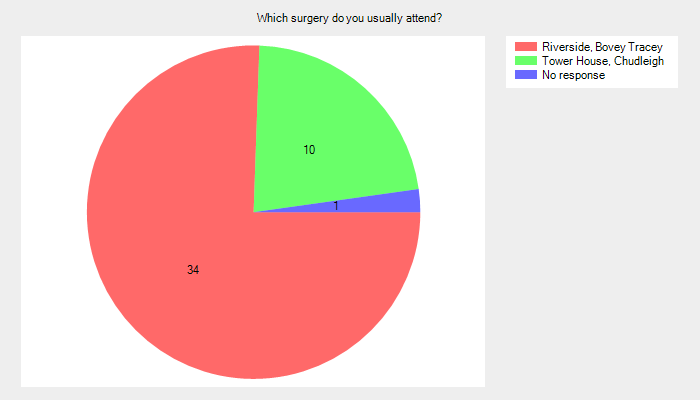 Which surgery do you usually attend?
Riverside, Bovey Tracey
Tower House, Chudleigh
No response
10
1
34